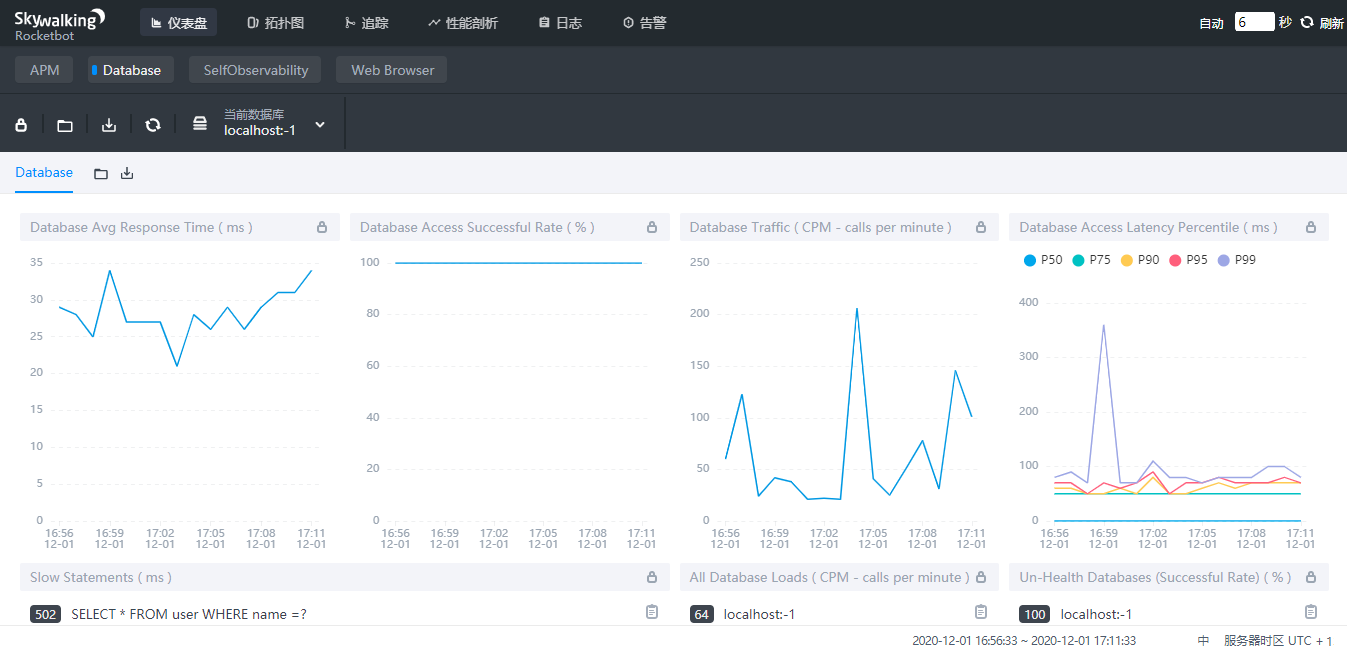 Skywalking
Rocketbot
仪表盘 拓扑图 追踪 性能剖析 日志 告警
自动 6 秒 刷新
APM Database SelfObservability Web Browser
当前数据库
localhost:-1
Database
Database Avg Response Time ( ms )
35
30
25
20
15
10
5
0
16:56 16:59 17:02 17:05 17:08 17:11
12-01 12-01 12-01 12-01 12-01 12-01
Database Access Successful Rate ( % )
100
80
60
40
20
0
16:56 16:59 17:02 17:05 17:08 17:11
12-01 12-01 12-01 12-01 12-01 12-01
Database Traffic ( CPM - calls per minute )
250
200
150
100
50
0
16:56 16:59 17:02 17:05 17:08 17:11
12-01 12-01 12-01 12-01 12-01 12-01
Database Access Latency Percentile ( ms )
P50 P75 P90 P95 P99
400
300
200
100
0
16:56 16:59 17:02 17:05 17:08 17:11
12-01 12-01 12-01 12-01 12-01 12-01
Slow Statements ( ms )
502 SELECT * FROM user WHERE name =?
All Database Loads ( CPM - calls per minute )
64 localhost:-1
Un-Health Databases (Successful Rate) ( % )
100 localhost:-1
2020-12-01 16:56:33 ~ 2020-12-01 17:11:33 中 服务器时区 UTC + 1